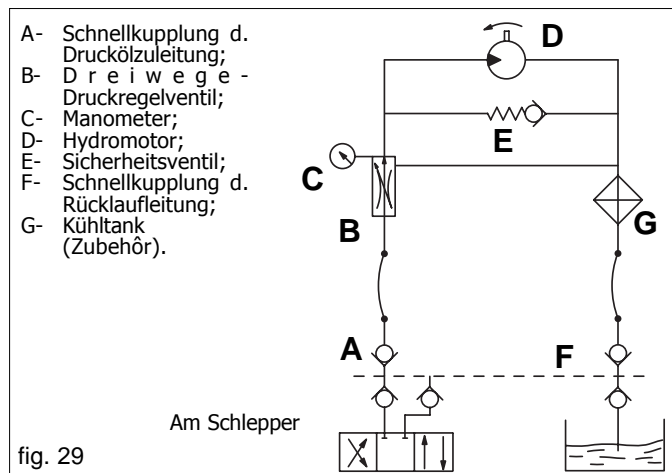 A- Schnellkupplung d.
Druckölzuleitung;
B- D r e i w e g e -
Druckregelventil;
C- Manometer;
D- Hydromotor;
E- Sicherheitsventil;
F- Schnellkupplung d.
Rücklaufleitung;
G- Kühltank
(Zubehôr).
D
E
C
B
G
A
F
Am Schlepper
fig. 29